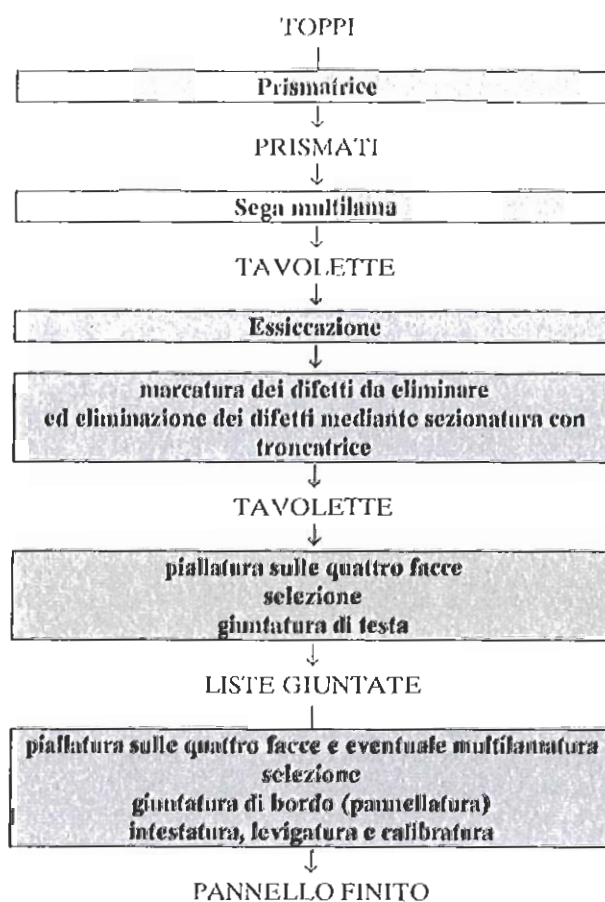 TOPPI
Prismatrice
PRISMATI
Sega multilama
TAVOLETTE
Essiccazione
marcatura dei difetti da eliminare
ed eliminazione dei difetti mediante sezionatura con
troncatrice
TAVOLETTE
piallatura sulle quattro facce
selezione
giuntatura di testa
LISTE GIUNTATE
piallatura sulle quattro facce e eventuale multilamatura
selezione
giuntatura di bordo (pannellatura)
intestatura, levigatura e calibratura
PANNELLO FINITO